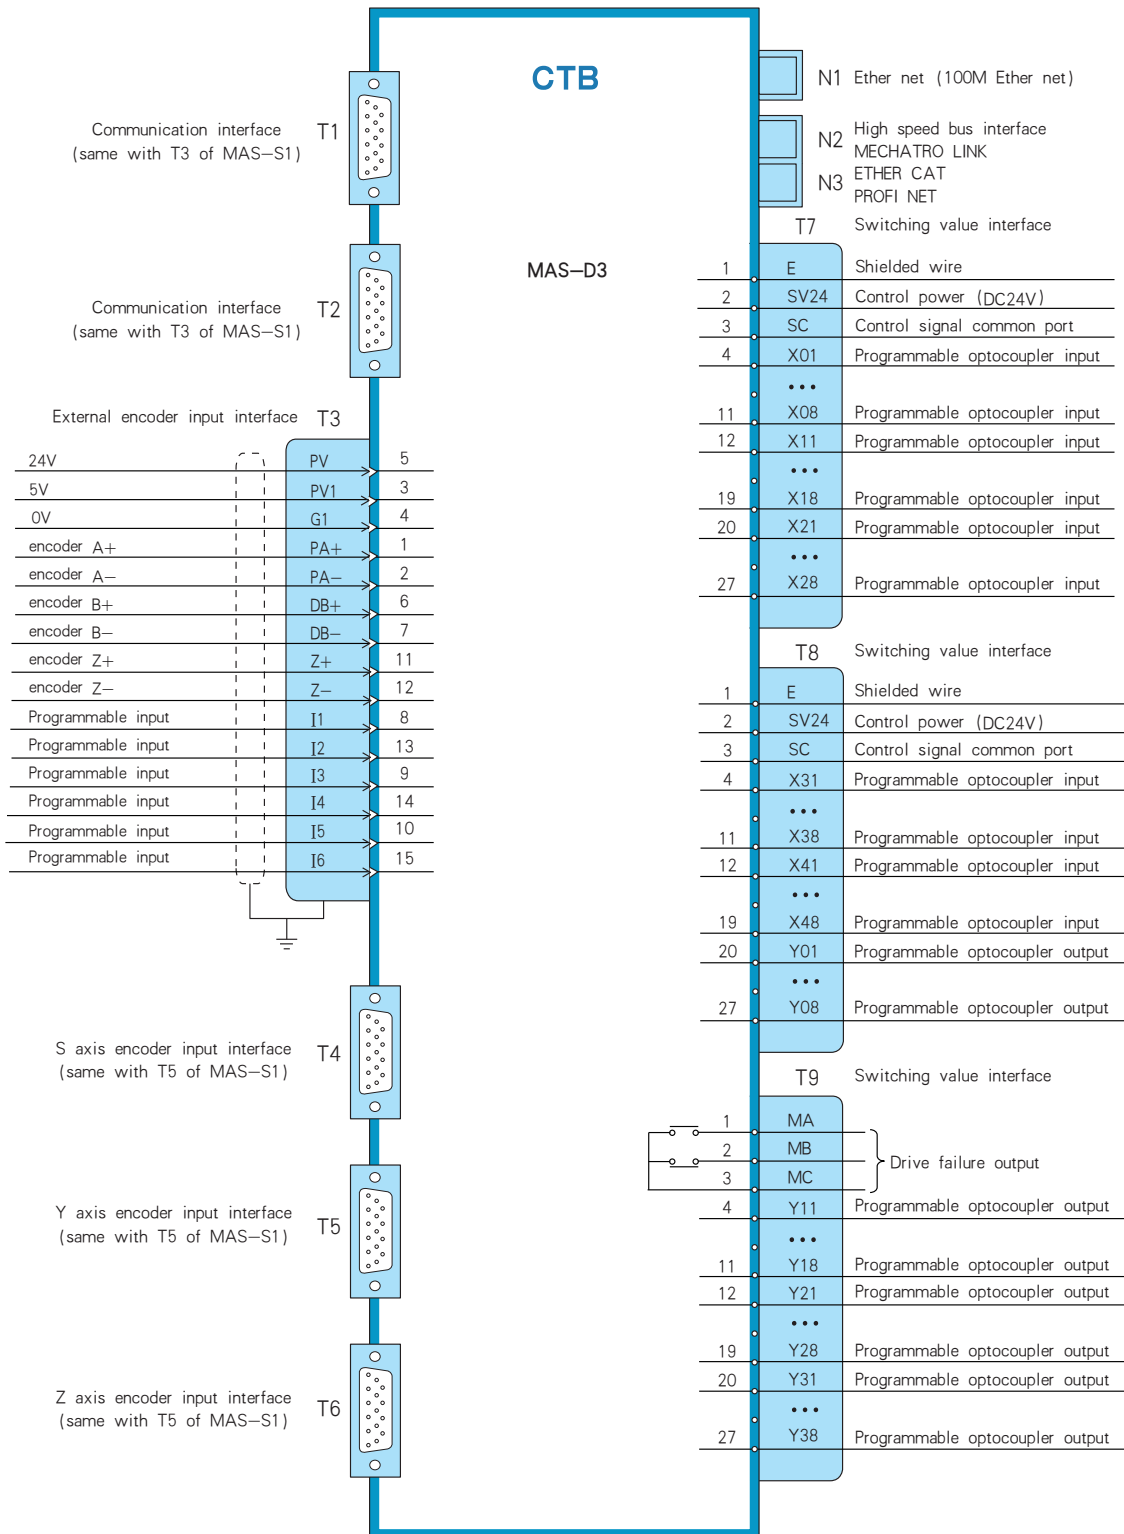 CTB
MAS-D3
Communication interface
(same with T3 of MAS-S1)
T1
Communication interface
(same with T3 of MAS-S1)
T2
External encoder input interface T3
24V PV 5
5V PV1 3
0V G1 4
encoder A+ PA+ 1
encoder A- PA- 2
encoder B+ DB+ 6
encoder B- DB- 7
encoder Z+ Z+ 11
encoder Z- Z- 12
Programmable input I1 8
Programmable input I2 13
Programmable input I3 9
Programmable input I4 14
Programmable input I5 10
Programmable input I6 15
S axis encoder input interface
(same with T5 of MAS-S1)
T4
Y axis encoder input interface
(same with T5 of MAS-S1)
T5
Z axis encoder input interface
(same with T5 of MAS-S1)
T6
N1 Ether net (100M Ether net)
N2 High speed bus interface
MECHATRO LINK
N3 ETHER CAT
PROFI NET
T7 Switching value interface
1 E Shielded wire
2 SV24 Control power (DC24V)
3 SC Control signal common port
4 X01 Programmable optocoupler input
•••
11 X08 Programmable optocoupler input
12 X11 Programmable optocoupler input
•••
19 X18 Programmable optocoupler input
20 X21 Programmable optocoupler input
•••
27 X28 Programmable optocoupler input
T8 Switching value interface
1 E Shielded wire
2 SV24 Control power (DC24V)
3 SC Control signal common port
4 X31 Programmable optocoupler input
•••
11 X38 Programmable optocoupler input
12 X41 Programmable optocoupler input
•••
19 X48 Programmable optocoupler input
20 Y01 Programmable optocoupler output
•••
27 Y08 Programmable optocoupler output
T9 Switching value interface
1 MA
2 MB
Drive failure output
3 MC
4 Y11 Programmable optocoupler output
•••
11 Y18 Programmable optocoupler output
12 Y21 Programmable optocoupler output
•••
19 Y28 Programmable optocoupler output
20 Y31 Programmable optocoupler output
•••
27 Y38 Programmable optocoupler output